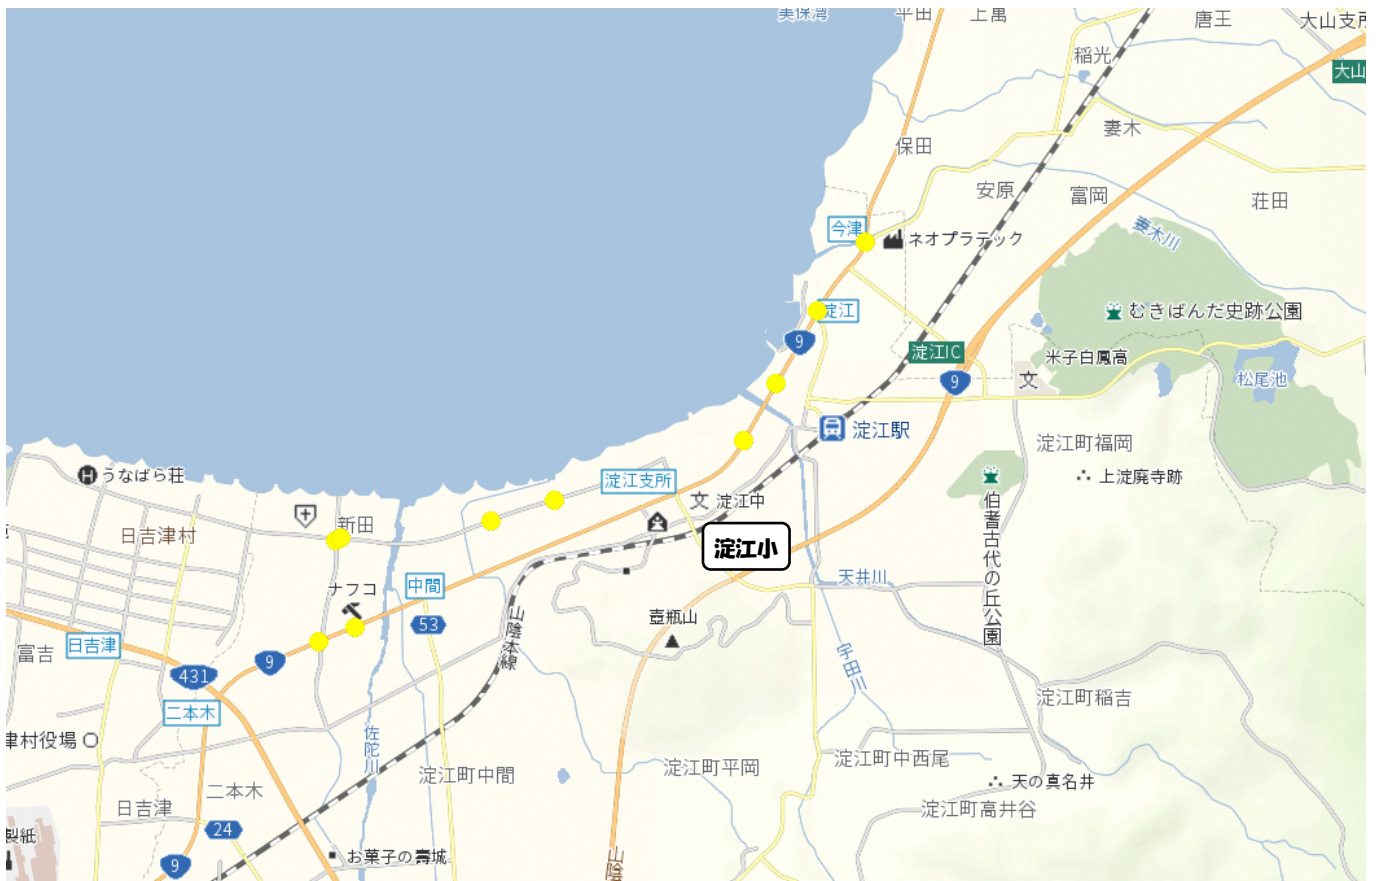 美保湾
平田
上萬
唐王
大山支所
稲光
大山
妻木
保田
安原
富岡
荘田
今津
ネオプラテック
妻木川
淀江
むきばんだ史跡公園
9
淀江IC
米子白鳳高
9
文
松尾池
淀江駅
淀江町福岡
うなばら荘
H
淀江支所
文
淀江中
上淀廃寺跡
伯耆古代の丘公園
新田
日吉津村
淀江小
中間
天井川
ナフコ
山陰本線
53
壺瓶山
日吉津
富吉
9
431
宇田川
二本木
淀江町稲吉
津村役場
佐陀川
淀江町中間
淀江町平岡
淀江町中西尾
天の真名井
二本木
日吉津
淀江町高井谷
24
製紙
お菓子の壽城
9
山陰